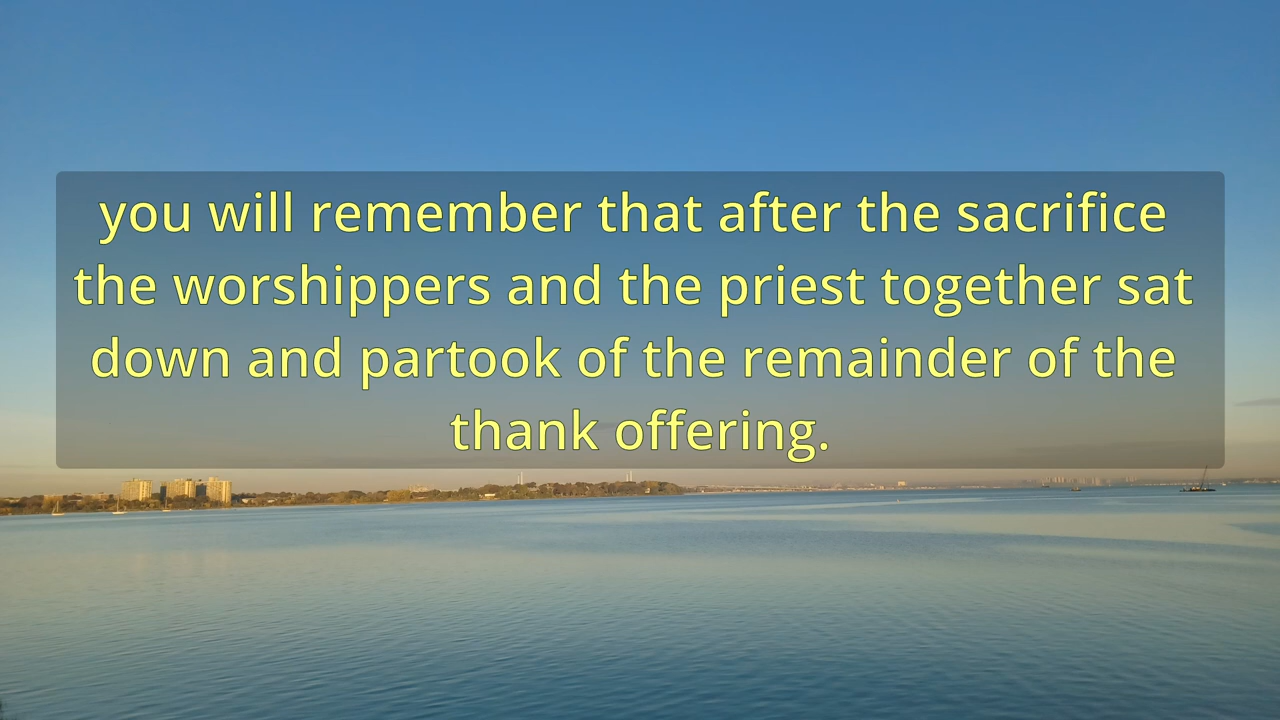 you will remember that after the sacrifice
the worshippers and the priest together sat
down and partook of the remainder of the
thank offering.